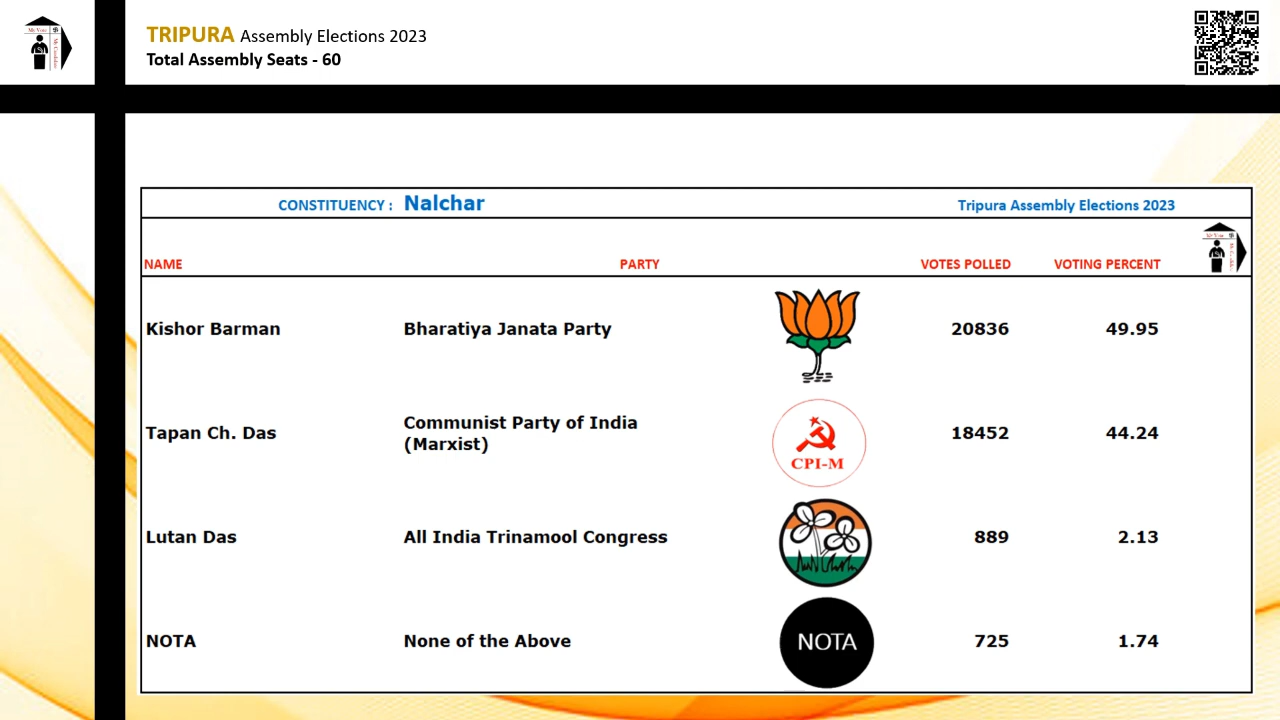 TRIPURA Assembly Elections 2023
Total Assembly Seats - 60
CONSTITUENCY : Nalchar Tripura Assembly Elections 2023
NAME PARTY VOTES POLLED VOTING PERCENT
Kishor Barman Bharatiya Janata Party 20836 49.95
Tapan Ch. Das Communist Party of India (Marxist) 18452 44.24
CPI-M
Lutan Das All India Trinamool Congress 889 2.13
NOTA None of the Above NOTA 725 1.74